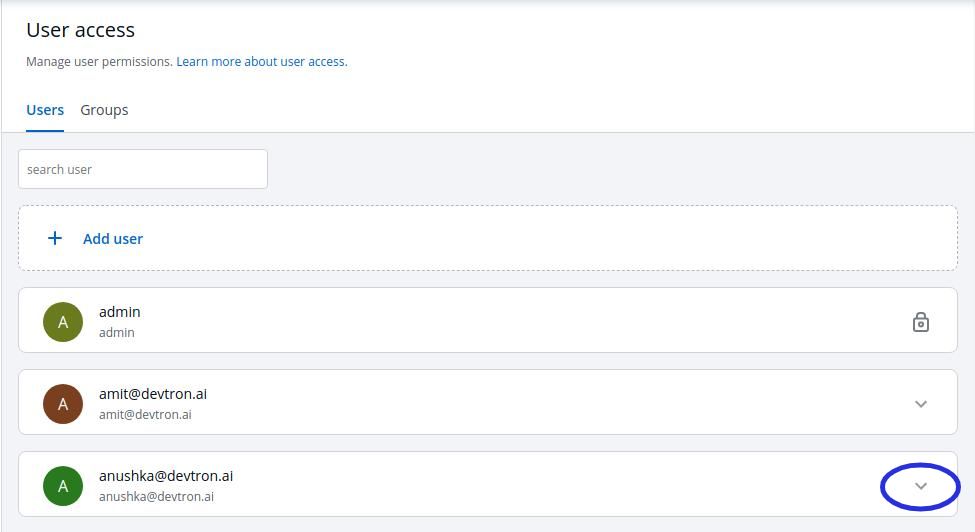 User access
Manage user permissions. Learn more about user access.
Users Groups
search user
+ Add user
A
admin
admin
A
amit@devtron.ai
amit@devtron.ai
A
anushka@devtron.ai
anushka@devtron.ai